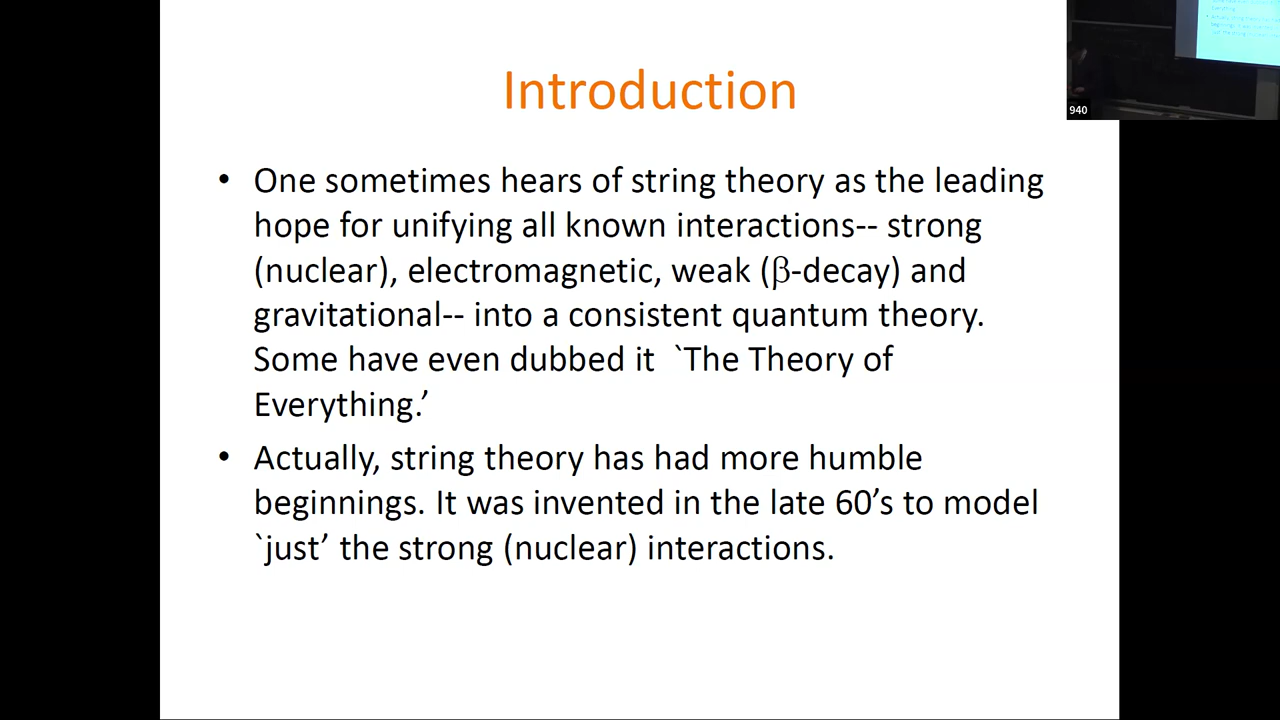 Introduction
• One sometimes hears of string theory as the leading
hope for unifying all known interactions-- strong
(nuclear), electromagnetic, weak (β-decay) and
gravitational-- into a consistent quantum theory.
Some have even dubbed it `The Theory of
Everything.’
• Actually, string theory has had more humble
beginnings. It was invented in the late 60’s to model
`just’ the strong (nuclear) interactions.
940